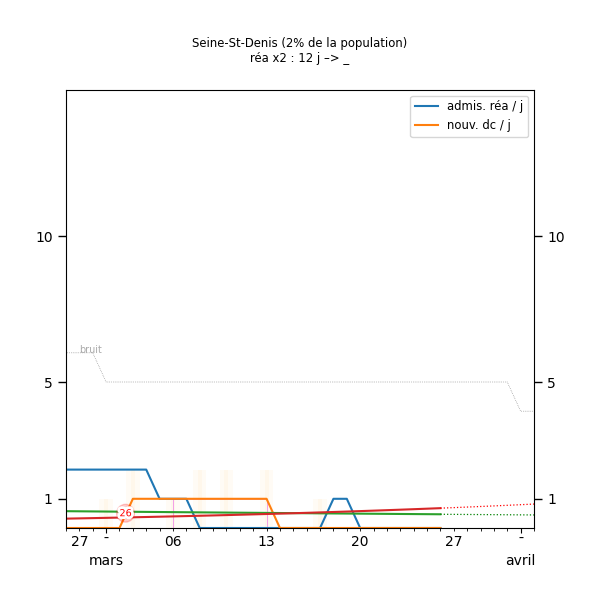 Seine-St-Denis (2% de la population)
réa x2 : 12 j –> _
admis. réa / j
nouv. dc / j
10 10
bruit
5 5
1 1
26
27 - 06 13 20 27 -
mars avril